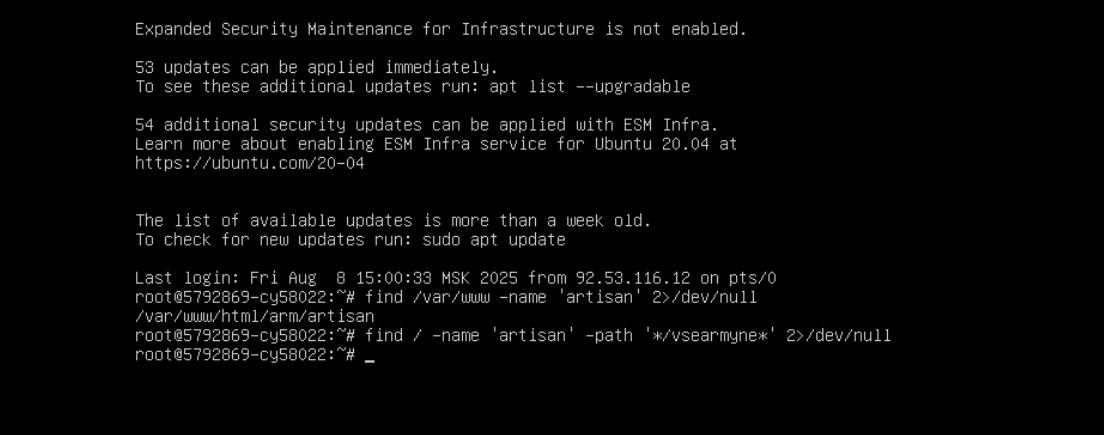 Expanded Security Maintenance for Infrastructure is not enabled.
53 updates can be applied immediately.
To see these additional updates run: apt list --upgradable
54 additional security updates can be applied with ESM Infra.
Learn more about enabling ESM Infra service for Ubuntu 20.04 at
https://ubuntu.com/20-04
The list of available updates is more than a week old.
To check for new updates run: sudo apt update
Last login: Fri Aug  8 15:00:33 MSK 2025 from 92.53.116.12 on pts/0
root@5792869-cy58022:~# find /var/www -name 'artisan' 2>/dev/null
/var/www/html/arm/artisan
root@5792869-cy58022:~# find / -name 'artisan' -path '*/vsearmyne*' 2>/dev/null
root@5792869-cy58022:~# _